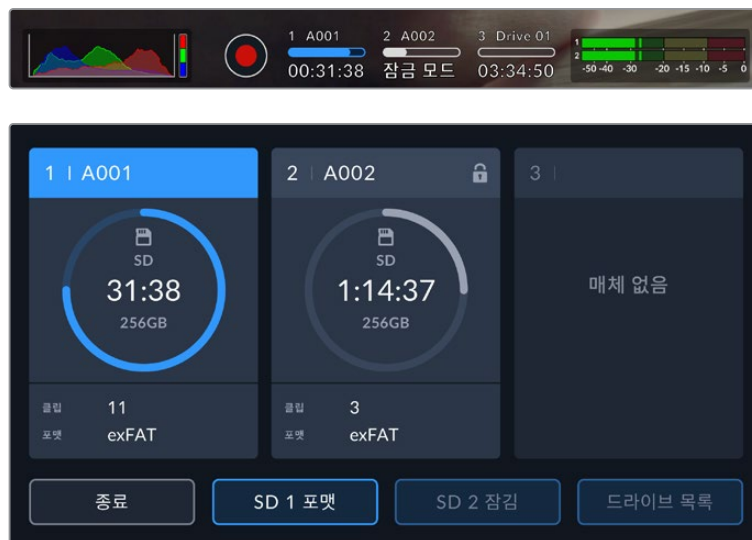 1 A001 2 A002 3 Drive 01
00:31:38 잠금 모드 03:34:50
1
2
-50 -40 -30 -20 -15 -10 -5 0
1 | A001
SD
31:38
256GB
클립 11
포맷 exFAT
2 | A002
SD
1:14:37
256GB
클립 3
포맷 exFAT
3 |
매체 없음
종료
SD 1 포맷
SD 2 잠김
드라이브 목록